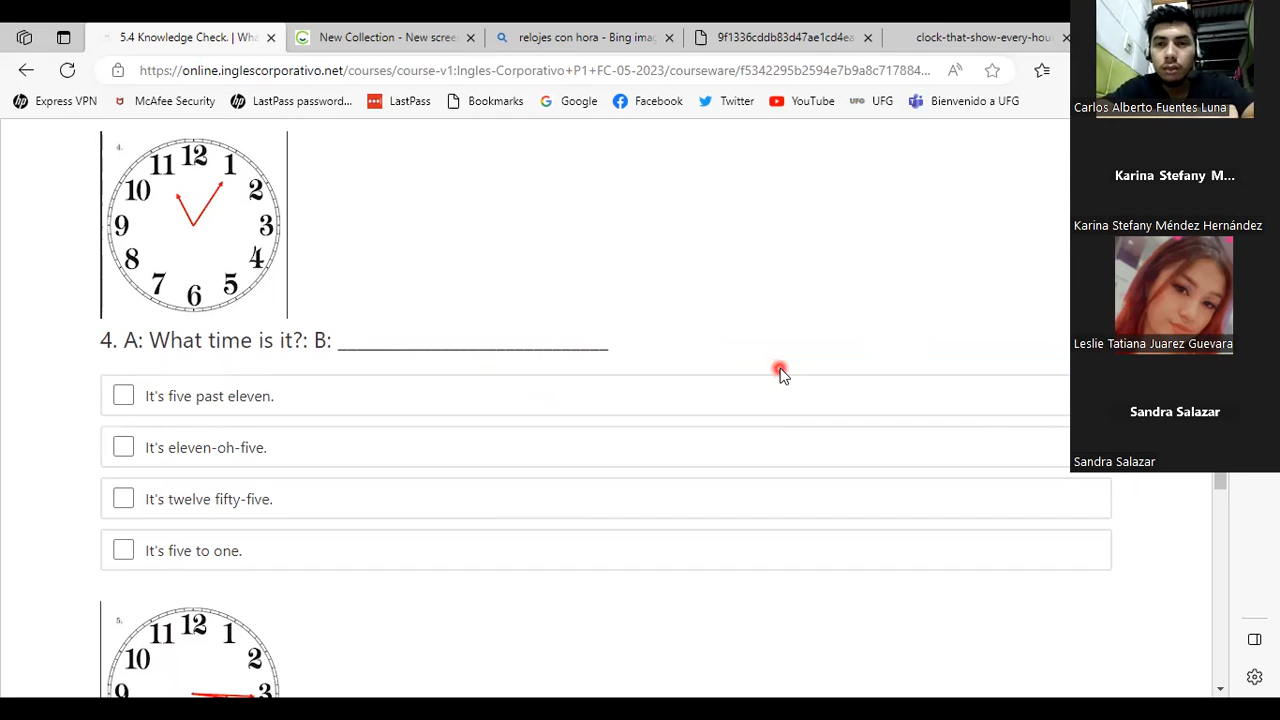 5.4 Knowledge Check. | Wha
New Collection - New scree
relojes con hora - Bing ima
9f1336cddb83d47ae1cd4ea
clock-that-show-every-hou
https://online.inglescorporativo.net/courses/course-v1:Ingles-Corporativo+P1+FC-05-2023/courseware/f5342295b2594e7b9a8c717884...
Express VPN
McAfee Security
LastPass password...
LastPass
Bookmarks
Google
Facebook
Twitter
YouTube
UFG
Bienvenido a UFG
Carlos Alberto Fuentes Luna
Karina Stefany M...
Karina Stefany Méndez Hernández
Leslie Tatiana Juarez Guevara
Sandra Salazar
Sandra Salazar
4.
12
11 1
10 2
9 3
8 4
7 5
6
4. A: What time is it?: B: ___________________________
It's five past eleven.
It's eleven-oh-five.
It's twelve fifty-five.
It's five to one.
5.
12
11 1
10 2
9 3